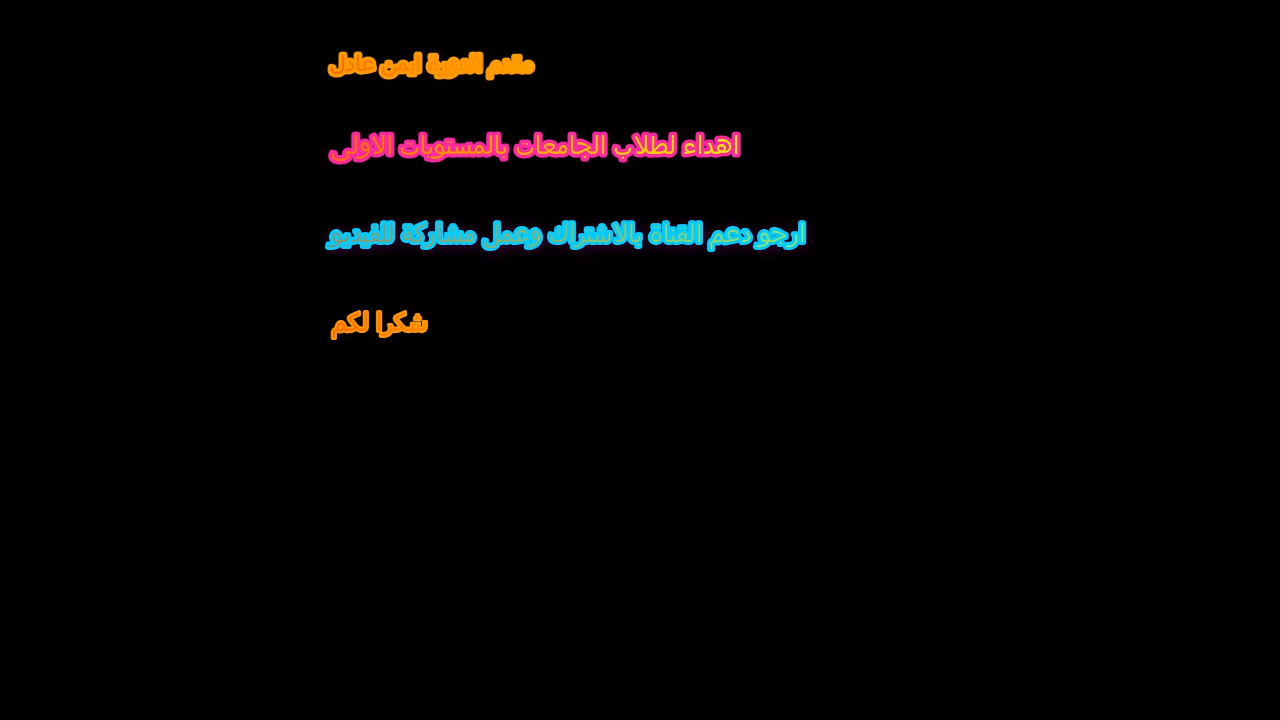 مقدم الدورة ايمن عادل
اهداء لطلاب الجامعات بالمستويات الاولى
ارجو دعم القناة بالاشتراك وعمل مشاركة للفيديو
شكرا لكم